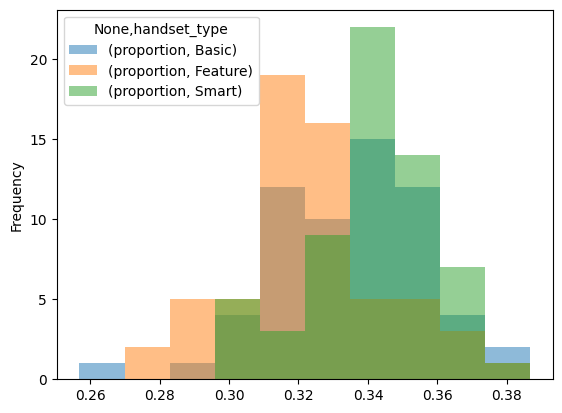 None,handset_type
(proportion, Basic)
(proportion, Feature)
(proportion, Smart)
Frequency
20
15
10
5
0
0.26 0.28 0.30 0.32 0.34 0.36 0.38